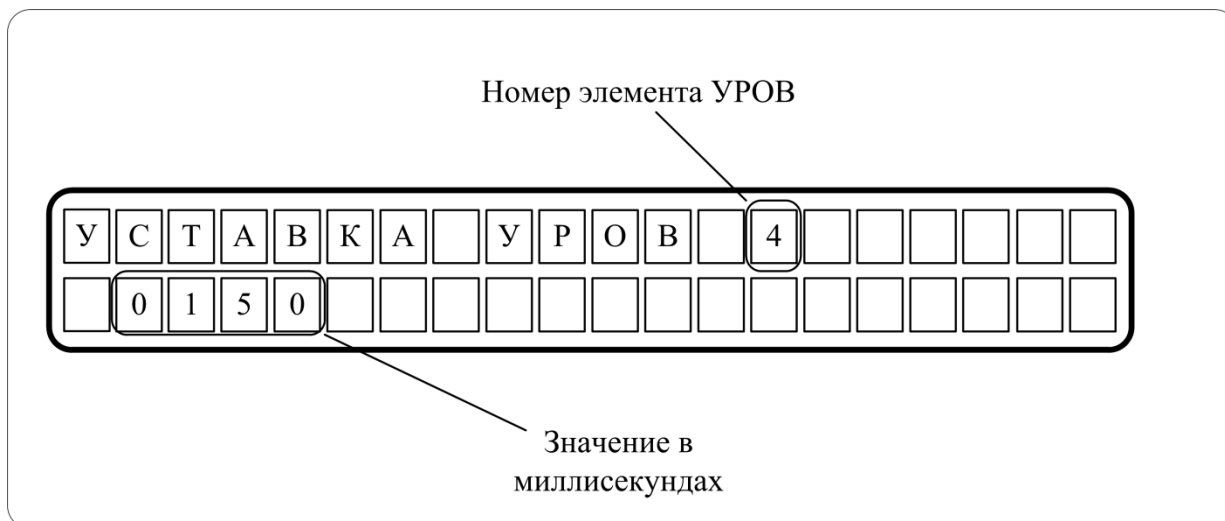 Номер элемента УРОВ
УСТАВКА УРОВ 4
0150
Значение в
миллисекундах